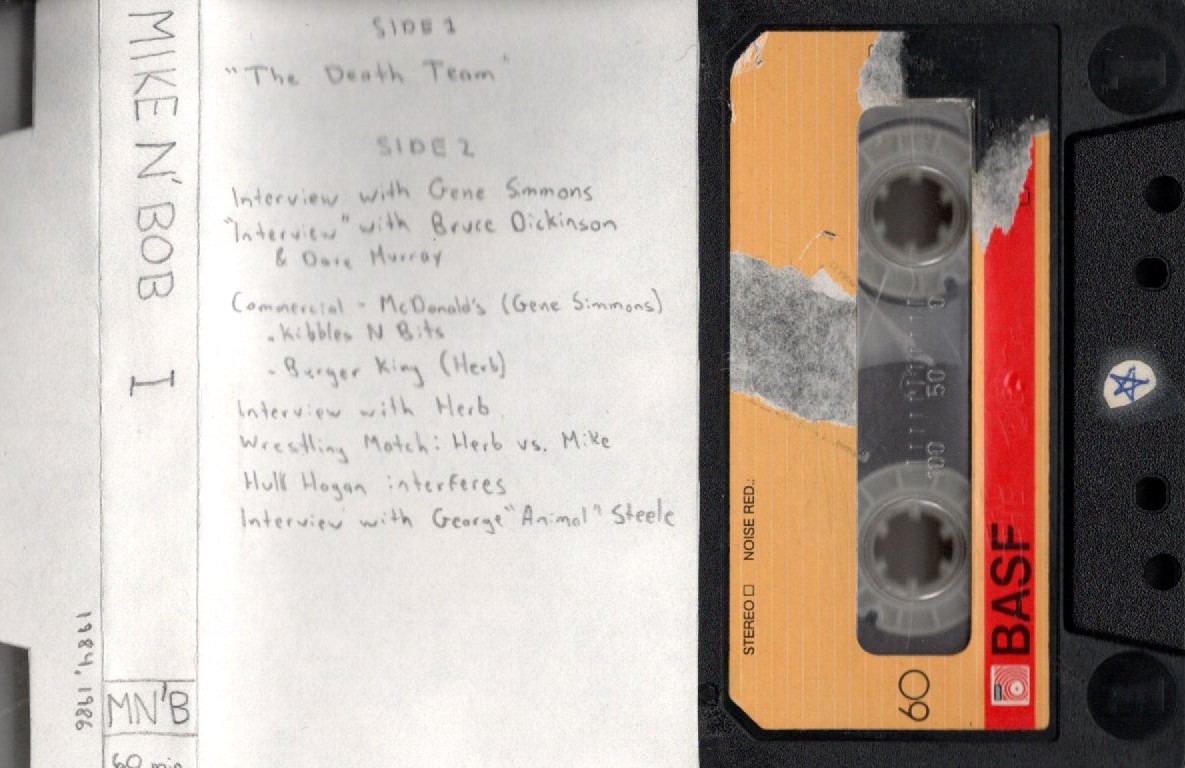 SIDE 1
"The Death Team"
SIDE 2
Interview with Gene Simmons
"Interview" with Bruce Dickinson
& Dave Murray
Commercial - McDonald's (Gene Simmons)
- Kibbles N Bits
- Burger King (Herb)
Interview with Herb
Wrestling Match: Herb vs. Mike
Hulk Hogan interferes
Interview with George "Animal" Steele
MIKE N' BOB I
MN'B
60 min
1984, 1986
STEREO NOISE RED.:
100 50 0
60
BASF